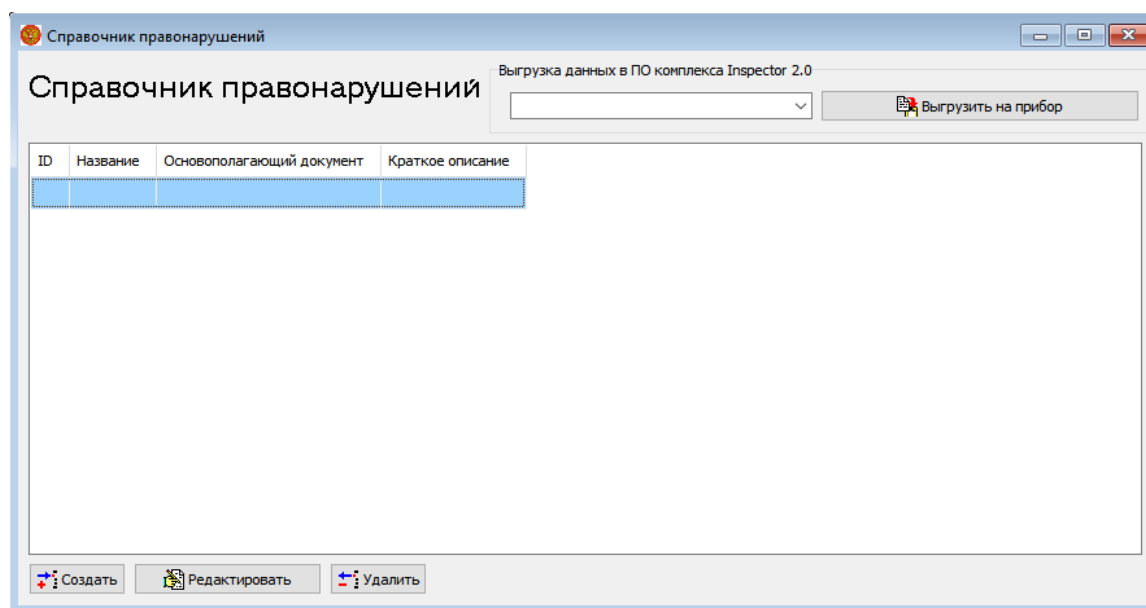 Справочник правонарушений
Справочник правонарушений
Выгрузка данных в ПО комплекса Inspector 2.0
Выгрузить на прибор
ID Название Основополагающий документ Краткое описание
Создать Редактировать Удалить